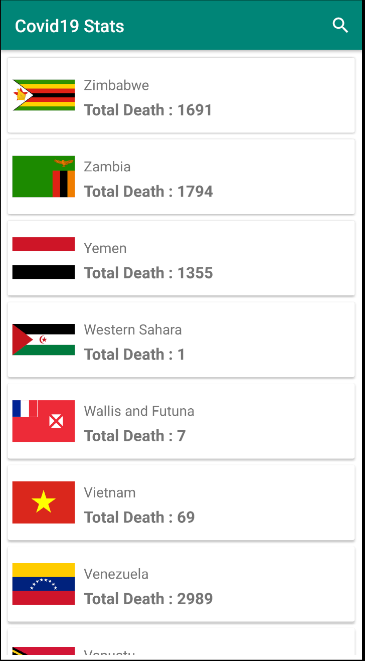 Covid19 Stats
Zimbabwe
Total Death : 1691
Zambia
Total Death : 1794
Yemen
Total Death : 1355
Western Sahara
Total Death : 1
Wallis and Futuna
Total Death : 7
Vietnam
Total Death : 69
Venezuela
Total Death : 2989